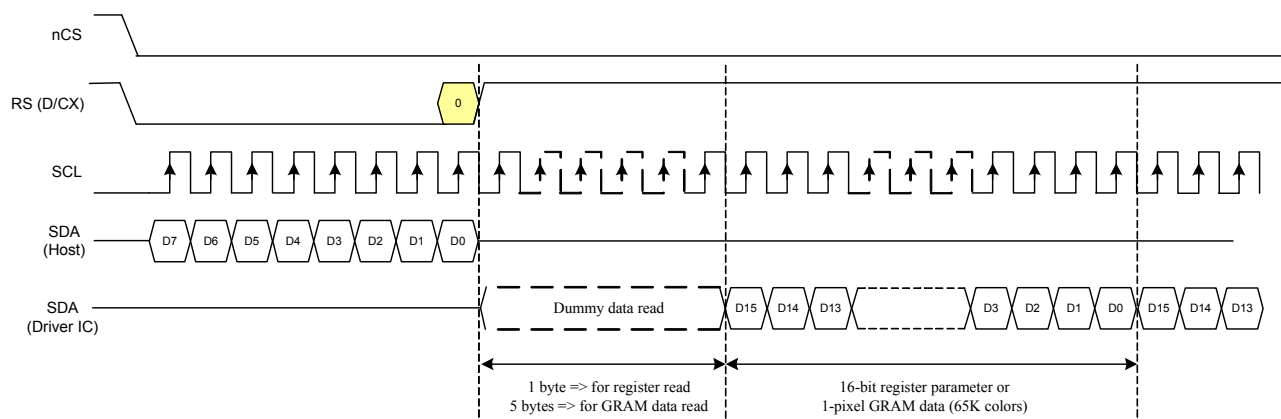 nCS
RS (D/CX)
0
SCL
SDA
(Host)
D7 D6 D5 D4 D3 D2 D1 D0
SDA
(Driver IC)
Dummy data read
D15 D14 D13 D3 D2 D1 D0 D15 D14 D13
1 byte => for register read
5 bytes => for GRAM data read
16-bit register parameter or
1-pixel GRAM data (65K colors)